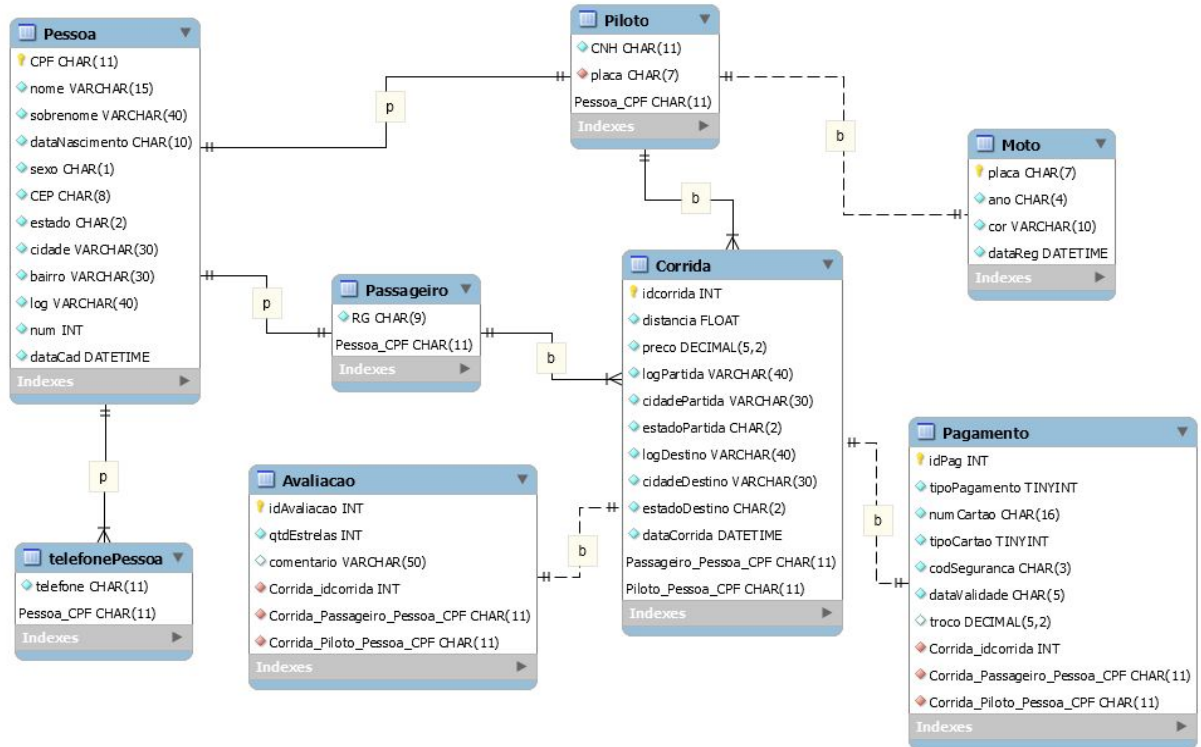 Pessoa
CPF CHAR(11)
nome VARCHAR(15)
sobrenome VARCHAR(40)
dataNascimento CHAR(10)
sexo CHAR(1)
CEP CHAR(8)
estado CHAR(2)
cidade VARCHAR(30)
bairro VARCHAR(30)
log VARCHAR(40)
num INT
dataCad DATETIME
Indexes
p
Piloto
CNH CHAR(11)
placa CHAR(7)
Pessoa_CPF CHAR(11)
Indexes
b
Moto
placa CHAR(7)
ano CHAR(4)
cor VARCHAR(10)
dataReg DATETIME
Indexes
b
p
Passageiro
RG CHAR(9)
Pessoa_CPF CHAR(11)
Indexes
b
Corrida
idcorrida INT
distancia FLOAT
preco DECIMAL(5,2)
logPartida VARCHAR(40)
cidadePartida VARCHAR(30)
estadoPartida CHAR(2)
logDestino VARCHAR(40)
cidadeDestino VARCHAR(30)
estadoDestino CHAR(2)
dataCorrida DATETIME
Passageiro_Pessoa_CPF CHAR(11)
Piloto_Pessoa_CPF CHAR(11)
Indexes
p
telefonePessoa
telefone CHAR(11)
Pessoa_CPF CHAR(11)
Indexes
Avaliacao
idAvaliacao INT
qtdEstrelas INT
comentario VARCHAR(50)
Corrida_idcorrida INT
Corrida_Passageiro_Pessoa_CPF CHAR(11)
Corrida_Piloto_Pessoa_CPF CHAR(11)
Indexes
b
b
Pagamento
idPag INT
tipoPagamento TINYINT
numCartao CHAR(16)
tipoCartao TINYINT
codSeguranca CHAR(3)
dataValidade CHAR(5)
troco DECIMAL(5,2)
Corrida_idcorrida INT
Corrida_Passageiro_Pessoa_CPF CHAR(11)
Corrida_Piloto_Pessoa_CPF CHAR(11)
Indexes